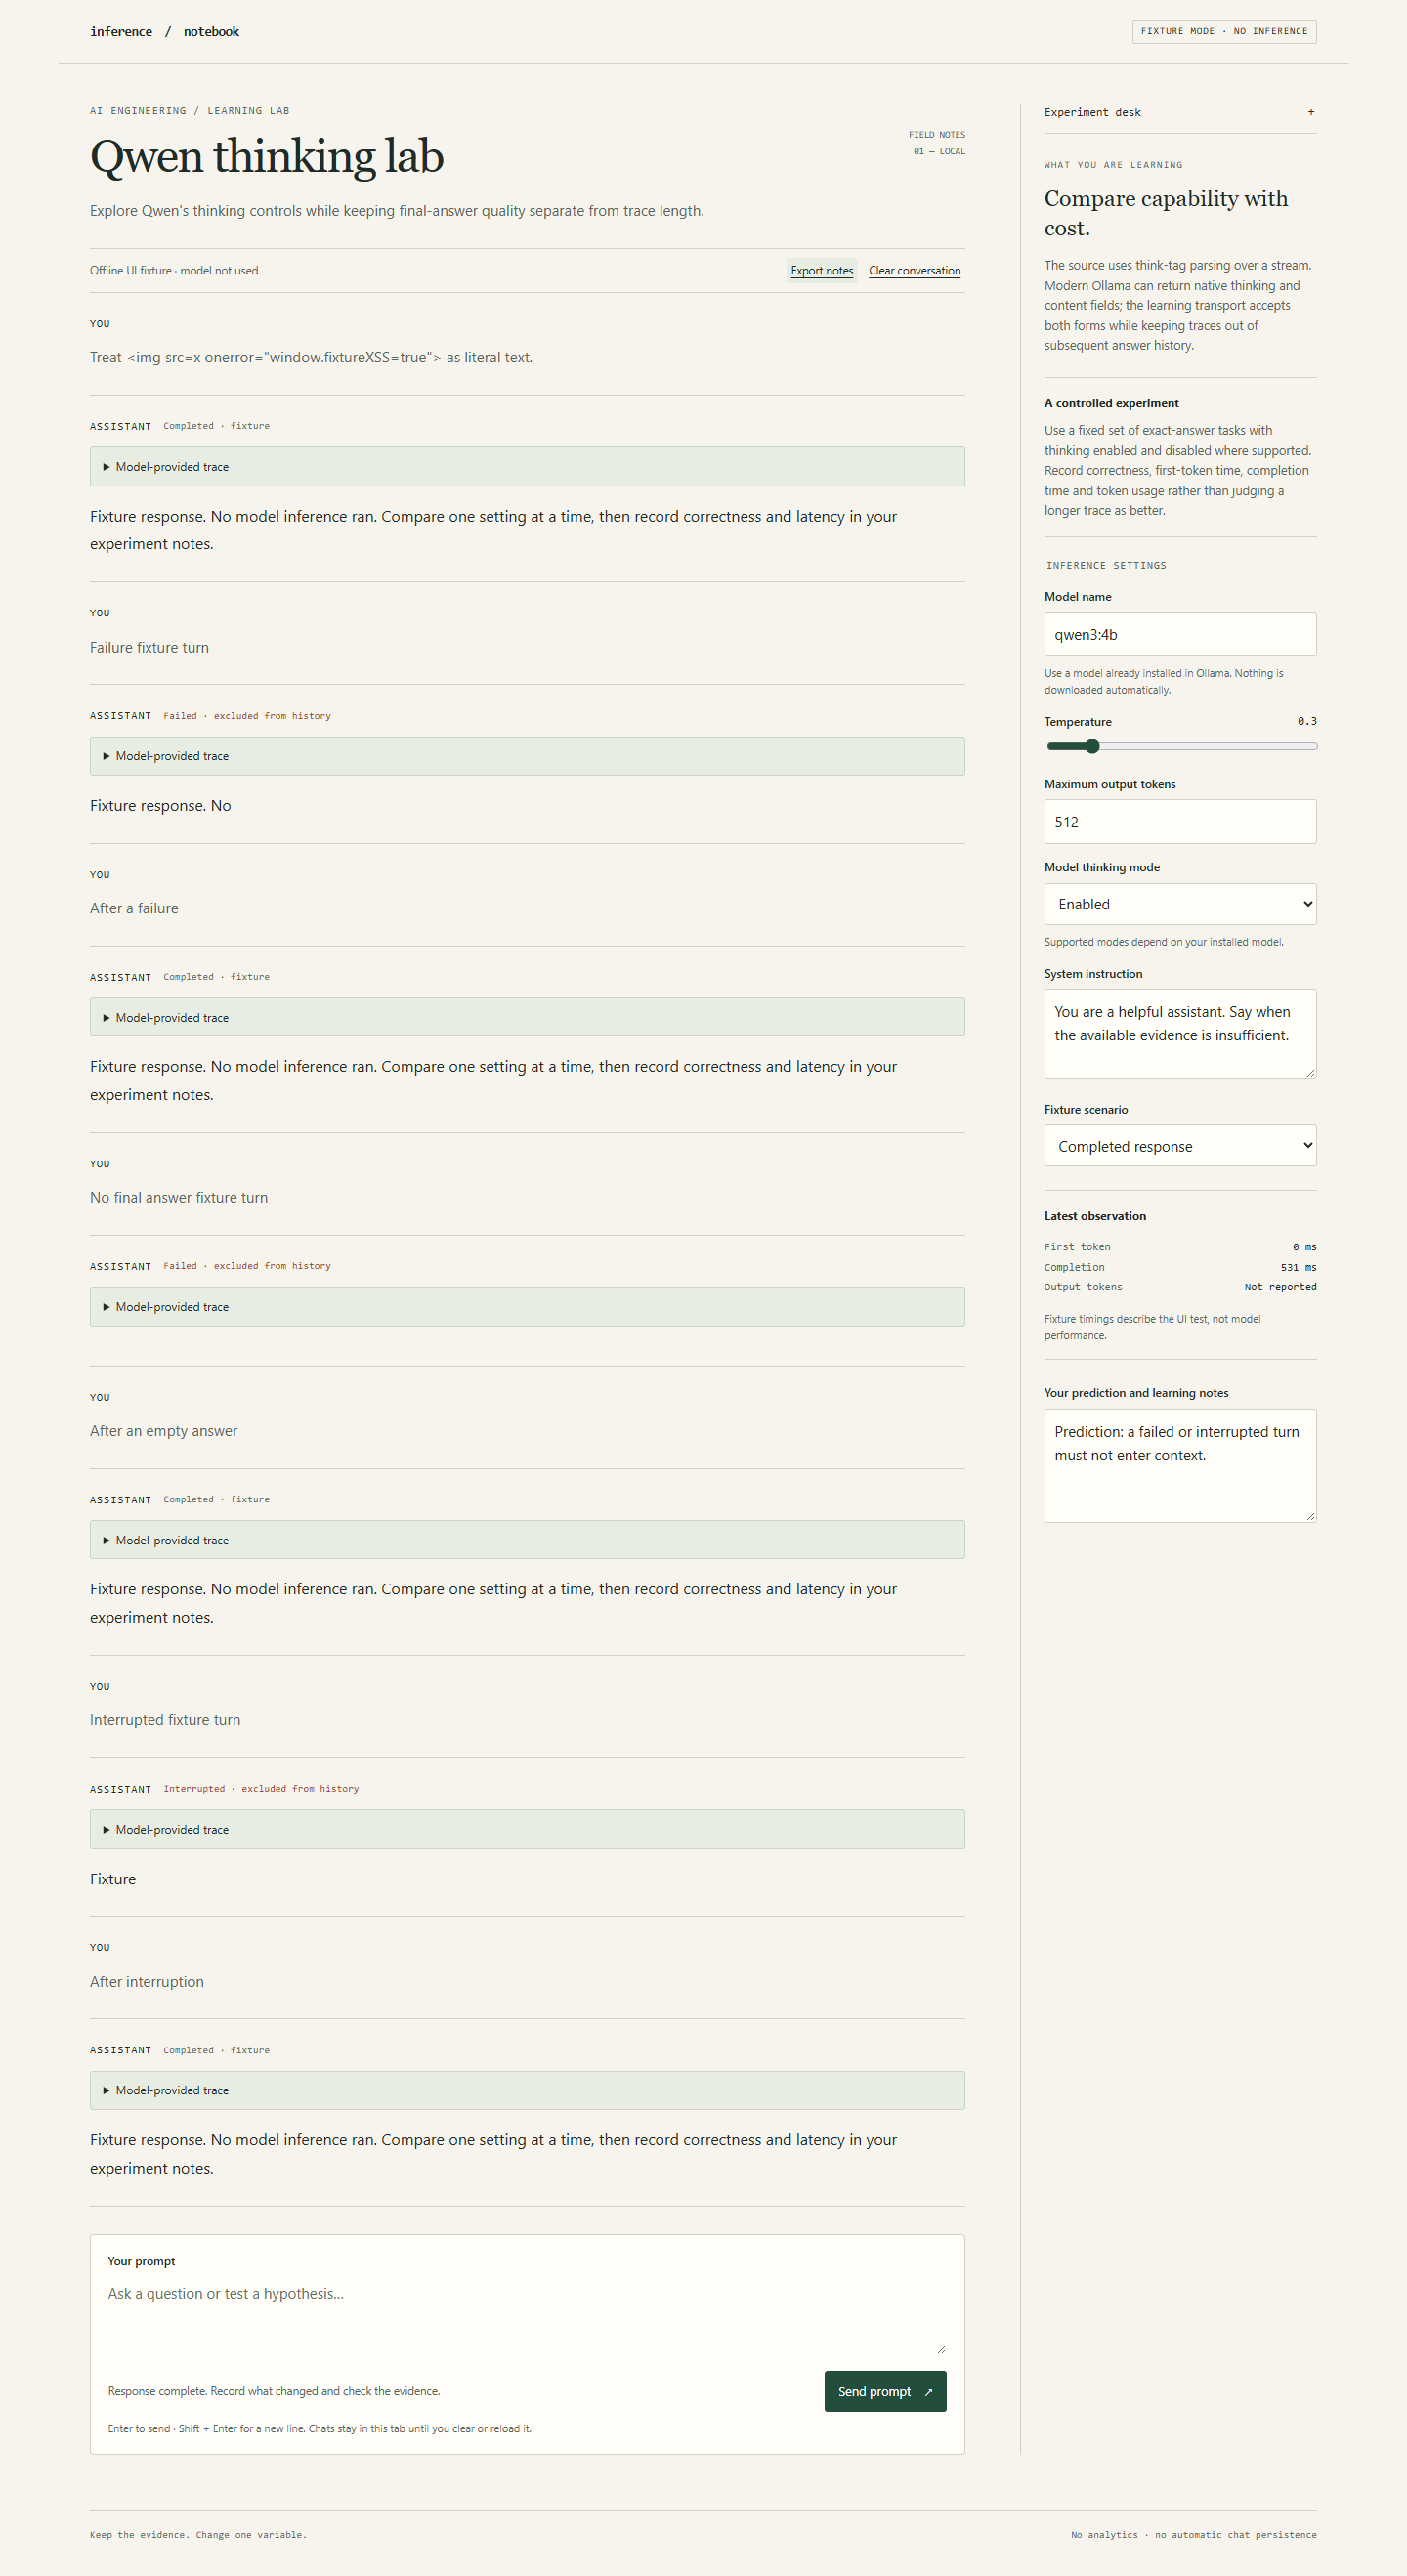 inference / notebook
FIXTURE MODE · NO INFERENCE
AI ENGINEERING / LEARNING LAB
Qwen thinking lab
FIELD NOTES
01 — LOCAL
Explore Qwen's thinking controls while keeping final-answer quality separate from trace length.
Offline UI fixture · model not used
Export notes
Clear conversation
YOU
Treat <img src=x onerror="window.fixtureXSS=true"> as literal text.
ASSISTANT Completed · fixture
Model-provided trace
Fixture response. No model inference ran. Compare one setting at a time, then record correctness and latency in your
experiment notes.
YOU
Failure fixture turn
ASSISTANT Failed · excluded from history
Model-provided trace
Fixture response. No
YOU
After a failure
ASSISTANT Completed · fixture
Model-provided trace
Fixture response. No model inference ran. Compare one setting at a time, then record correctness and latency in your
experiment notes.
YOU
No final answer fixture turn
ASSISTANT Failed · excluded from history
Model-provided trace
YOU
After an empty answer
ASSISTANT Completed · fixture
Model-provided trace
Fixture response. No model inference ran. Compare one setting at a time, then record correctness and latency in your
experiment notes.
YOU
Interrupted fixture turn
ASSISTANT Interrupted · excluded from history
Model-provided trace
Fixture
YOU
After interruption
ASSISTANT Completed · fixture
Model-provided trace
Fixture response. No model inference ran. Compare one setting at a time, then record correctness and latency in your
experiment notes.
Your prompt
Ask a question or test a hypothesis...
Response complete. Record what changed and check the evidence.
Send prompt ↗
Enter to send · Shift + Enter for a new line. Chats stay in this tab until you clear or reload it.
Experiment desk +
WHAT YOU ARE LEARNING
Compare capability with
cost.
The source uses think-tag parsing over a stream.
Modern Ollama can return native thinking and
content fields; the learning transport accepts
both forms while keeping traces out of
subsequent answer history.
A controlled experiment
Use a fixed set of exact-answer tasks with
thinking enabled and disabled where supported.
Record correctness, first-token time, completion
time and token usage rather than judging a
longer trace as better.
INFERENCE SETTINGS
Model name
qwen3:4b
Use a model already installed in Ollama. Nothing is
downloaded automatically.
Temperature 0.3
Maximum output tokens
512
Model thinking mode
Enabled
Supported modes depend on your installed model.
System instruction
You are a helpful assistant. Say when
the available evidence is insufficient.
Fixture scenario
Completed response
Latest observation
First token 0 ms
Completion 531 ms
Output tokens Not reported
Fixture timings describe the UI test, not model
performance.
Your prediction and learning notes
Prediction: a failed or interrupted turn
must not enter context.
Keep the evidence. Change one variable.
No analytics · no automatic chat persistence